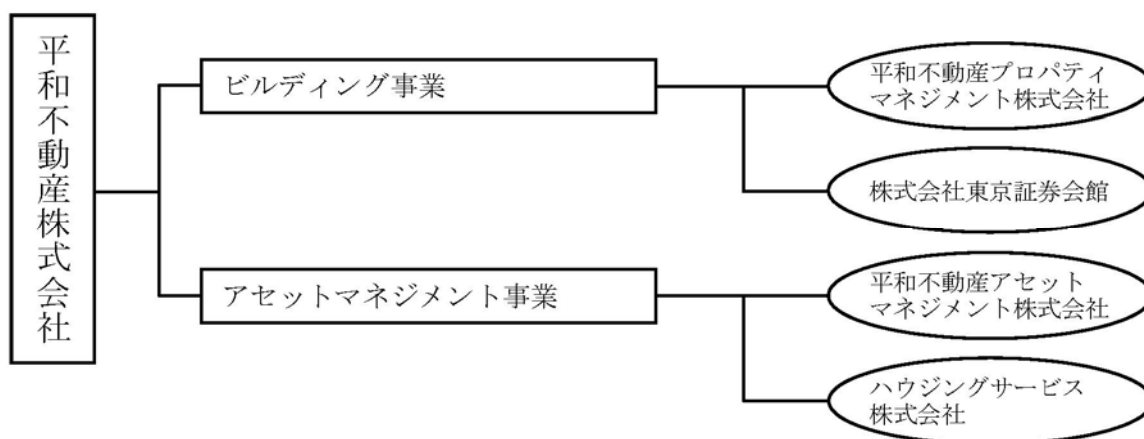 平和不動産株式会社
ビルディング事業
平和不動産プロパティ
マネジメント株式会社
株式会社東京証券会館
アセットマネジメント事業
平和不動産アセット
マネジメント株式会社
ハウジングサービス
株式会社